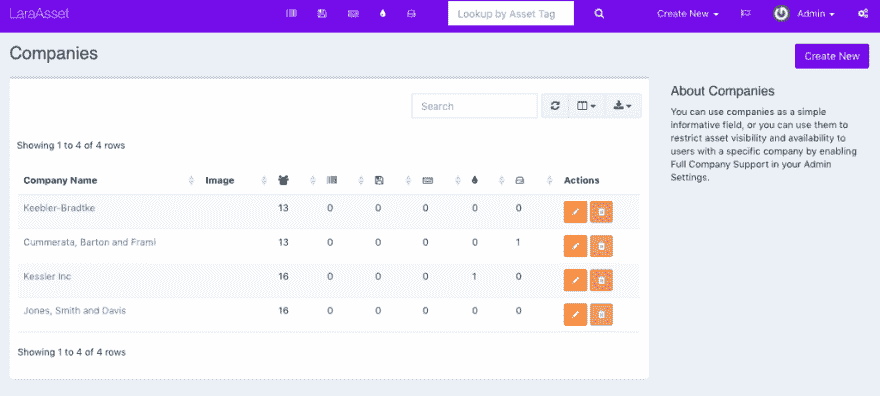 LaraAsset
Lookup by Asset Tag
Create New
Admin
Companies
Create New
Search
Showing 1 to 4 of 4 rows
Company Name Image Actions
Keebler-Bradtke 13 0 0 0 0 0
Cummerata, Barton and Frami 13 0 0 0 0 1
Kessler Inc 16 0 0 0 1 0
Jones, Smith and Davis 16 0 0 0 0 0
Showing 1 to 4 of 4 rows
About Companies
You can use companies as a simple
informative field, or you can use them to
restrict asset visibility and availability to
users with a specific company by enabling
Full Company Support in your Admin
Settings.